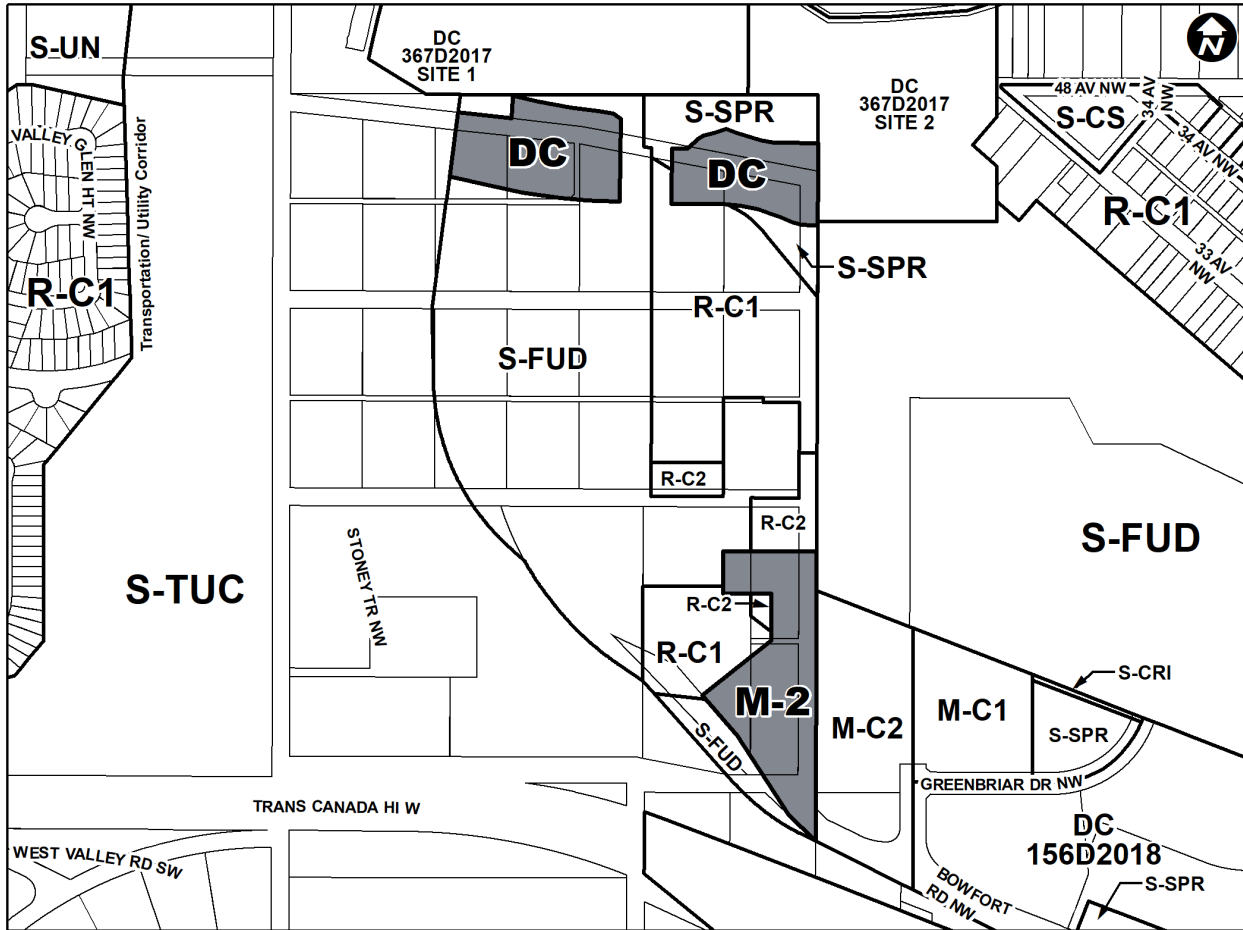 S-UN
DC
367D2017
SITE 1
N
DC
367D2017
SITE 2
48 AV NW
S-CS
34 AV
NW
34 AV NW
S-SPR
VALLEY GLEN HT NW
Transportation/ Utility Corridor
DC
DC
R-C1
33 AV
NW
S-SPR
R-C1
R-C1
S-FUD
R-C2
R-C2
S-FUD
STONEY TR NW
S-TUC
R-C2
R-C1
S-CRI
M-2
M-C2
M-C1
S-SPR
S-FUD
GREENBRIAR DR NW
TRANS CANADA HI W
DC
156D2018
WEST VALLEY RD SW
BOWFORT
RD NW
S-SPR